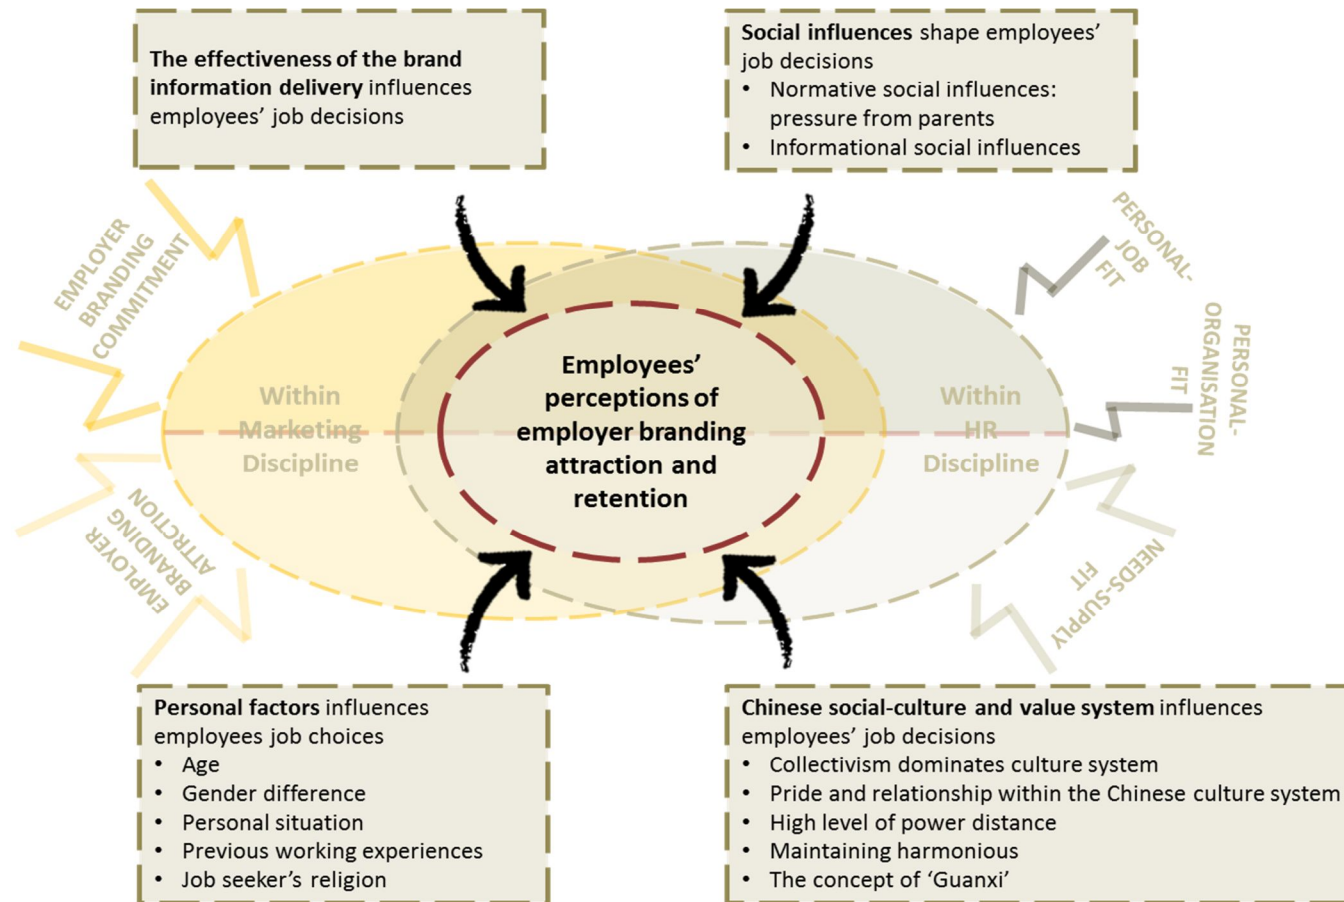 The effectiveness of the brand
information delivery influences
employees' job decisions
Social influences shape employees'
job decisions
• Normative social influences:
pressure from parents
• Informational social influences
EMPLOYER
BRANDING
COMMITMENT
PERSONAL-
JOB
FIT
PERSONAL-
ORGANISATION
FIT
Within
Marketing
Discipline
Employees'
perceptions of
employer branding
attraction and
retention
Within
HR
Discipline
EMPLOYER
BRANDING
ATTRCTION
NEEDS-SUPPLY
FIT
Personal factors influences
employees job choices
• Age
• Gender difference
• Personal situation
• Previous working experiences
• Job seeker's religion
Chinese social-culture and value system influences
employees' job decisions
• Collectivism dominates culture system
• Pride and relationship within the Chinese culture system
• High level of power distance
• Maintaining harmonious
• The concept of 'Guanxi'